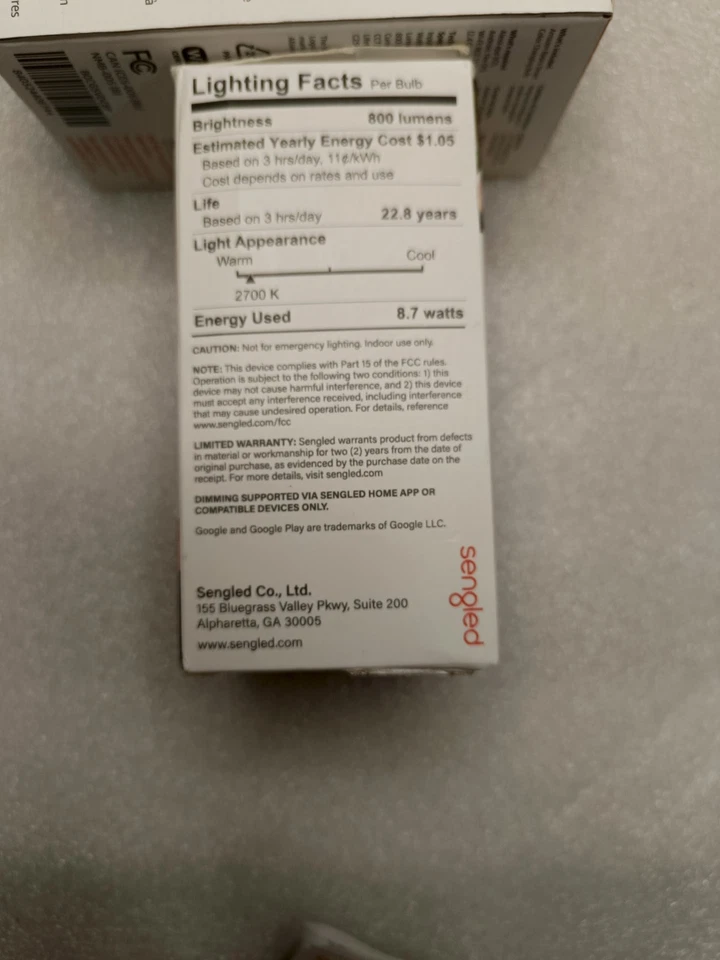 res
FC
Lighting Facts Per Bulb
Brightness 800 lumens
Estimated Yearly Energy Cost $1.05
Based on 3 hrs/day, 11¢/kWh
Cost depends on rates and use
Life
Based on 3 hrs/day 22.8 years
Light Appearance
Warm Cool
2700 K
Energy Used 8.7 watts
CAUTION: Not for emergency lighting. Indoor use only.
NOTE: This device complies with Part 15 of the FCC rules.
Operation is subject to the following two conditions: 1) this
device may not cause harmful interference, and 2) this device
must accept any interference received, including interference
that may cause undesired operation. For details, reference
www.sengled.com/fcc
LIMITED WARRANTY: Sengled warrants product from defects
in material or workmanship for two (2) years from the date of
original purchase, as evidenced by the purchase date on the
receipt. For more details, visit sengled.com
DIMMING SUPPORTED VIA SENGLED HOME APP OR
COMPATIBLE DEVICES ONLY.
Google and Google Play are trademarks of Google LLC.
sengled
Sengled Co., Ltd.
155 Bluegrass Valley Pkwy, Suite 200
Alpharetta, GA 30005
www.sengled.com